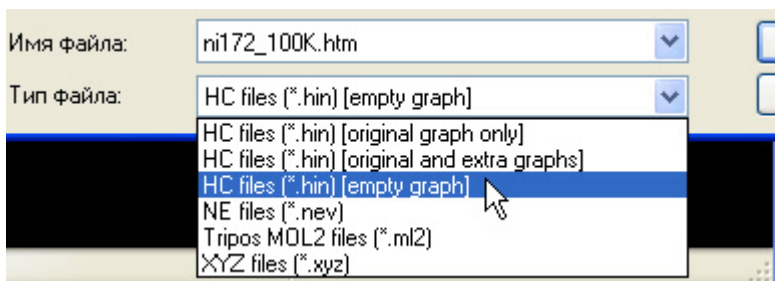 Имя файла:
ni172_100K.htm
Тип файла:
HC files (*.hin) [empty graph]
HC files (*.hin) [original graph only]
HC files (*.hin) [original and extra graphs]
HC files (*.hin) [empty graph]
NE files (*.nev)
Tripos MOL2 files (*.ml2)
XYZ files (*.xyz)